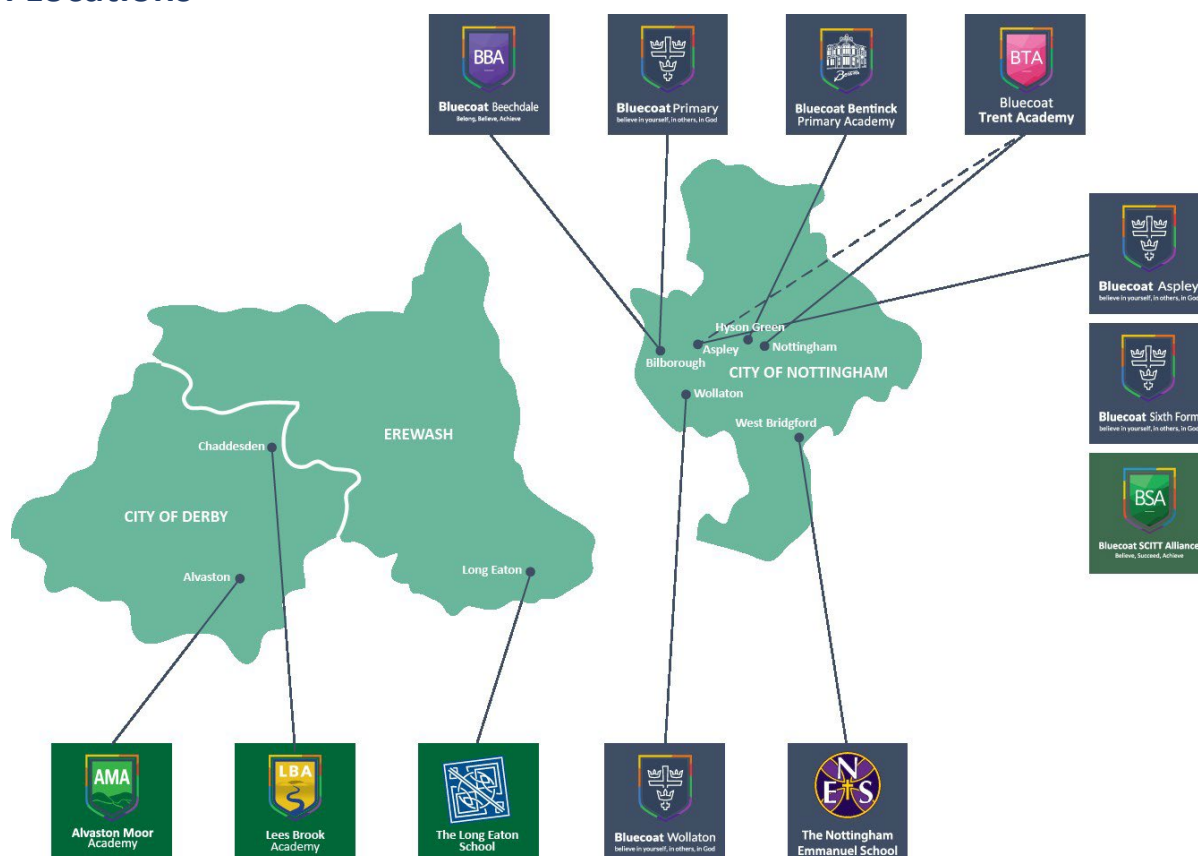 Locations
BBA
Bluecoat Beechdale
Belong, Believe, Achieve
Bluecoat Primary
believe in yourself, in others, in God
Bluecoat Bentinck
Primary Academy
BTA
Bluecoat
Trent Academy
Bluecoat Aspley
believe in yourself, in others, in God
Bluecoat Sixth Form
believe in yourself, in others, in God
BSA
Bluecoat SCITT Alliance
Believe, Succeed, Achieve
Hyson Green
Aspley
Nottingham
Bilborough
CITY OF NOTTINGHAM
Wollaton
West Bridgford
EREWASH
Chaddesden
CITY OF DERBY
Alvaston
Long Eaton
AMA
Alvaston Moor
Academy
LBA
Lees Brook
Academy
The Long Eaton
School
Bluecoat Wollaton
believe in yourself, in others, in God
N
E S
The Nottingham
Emmanuel School